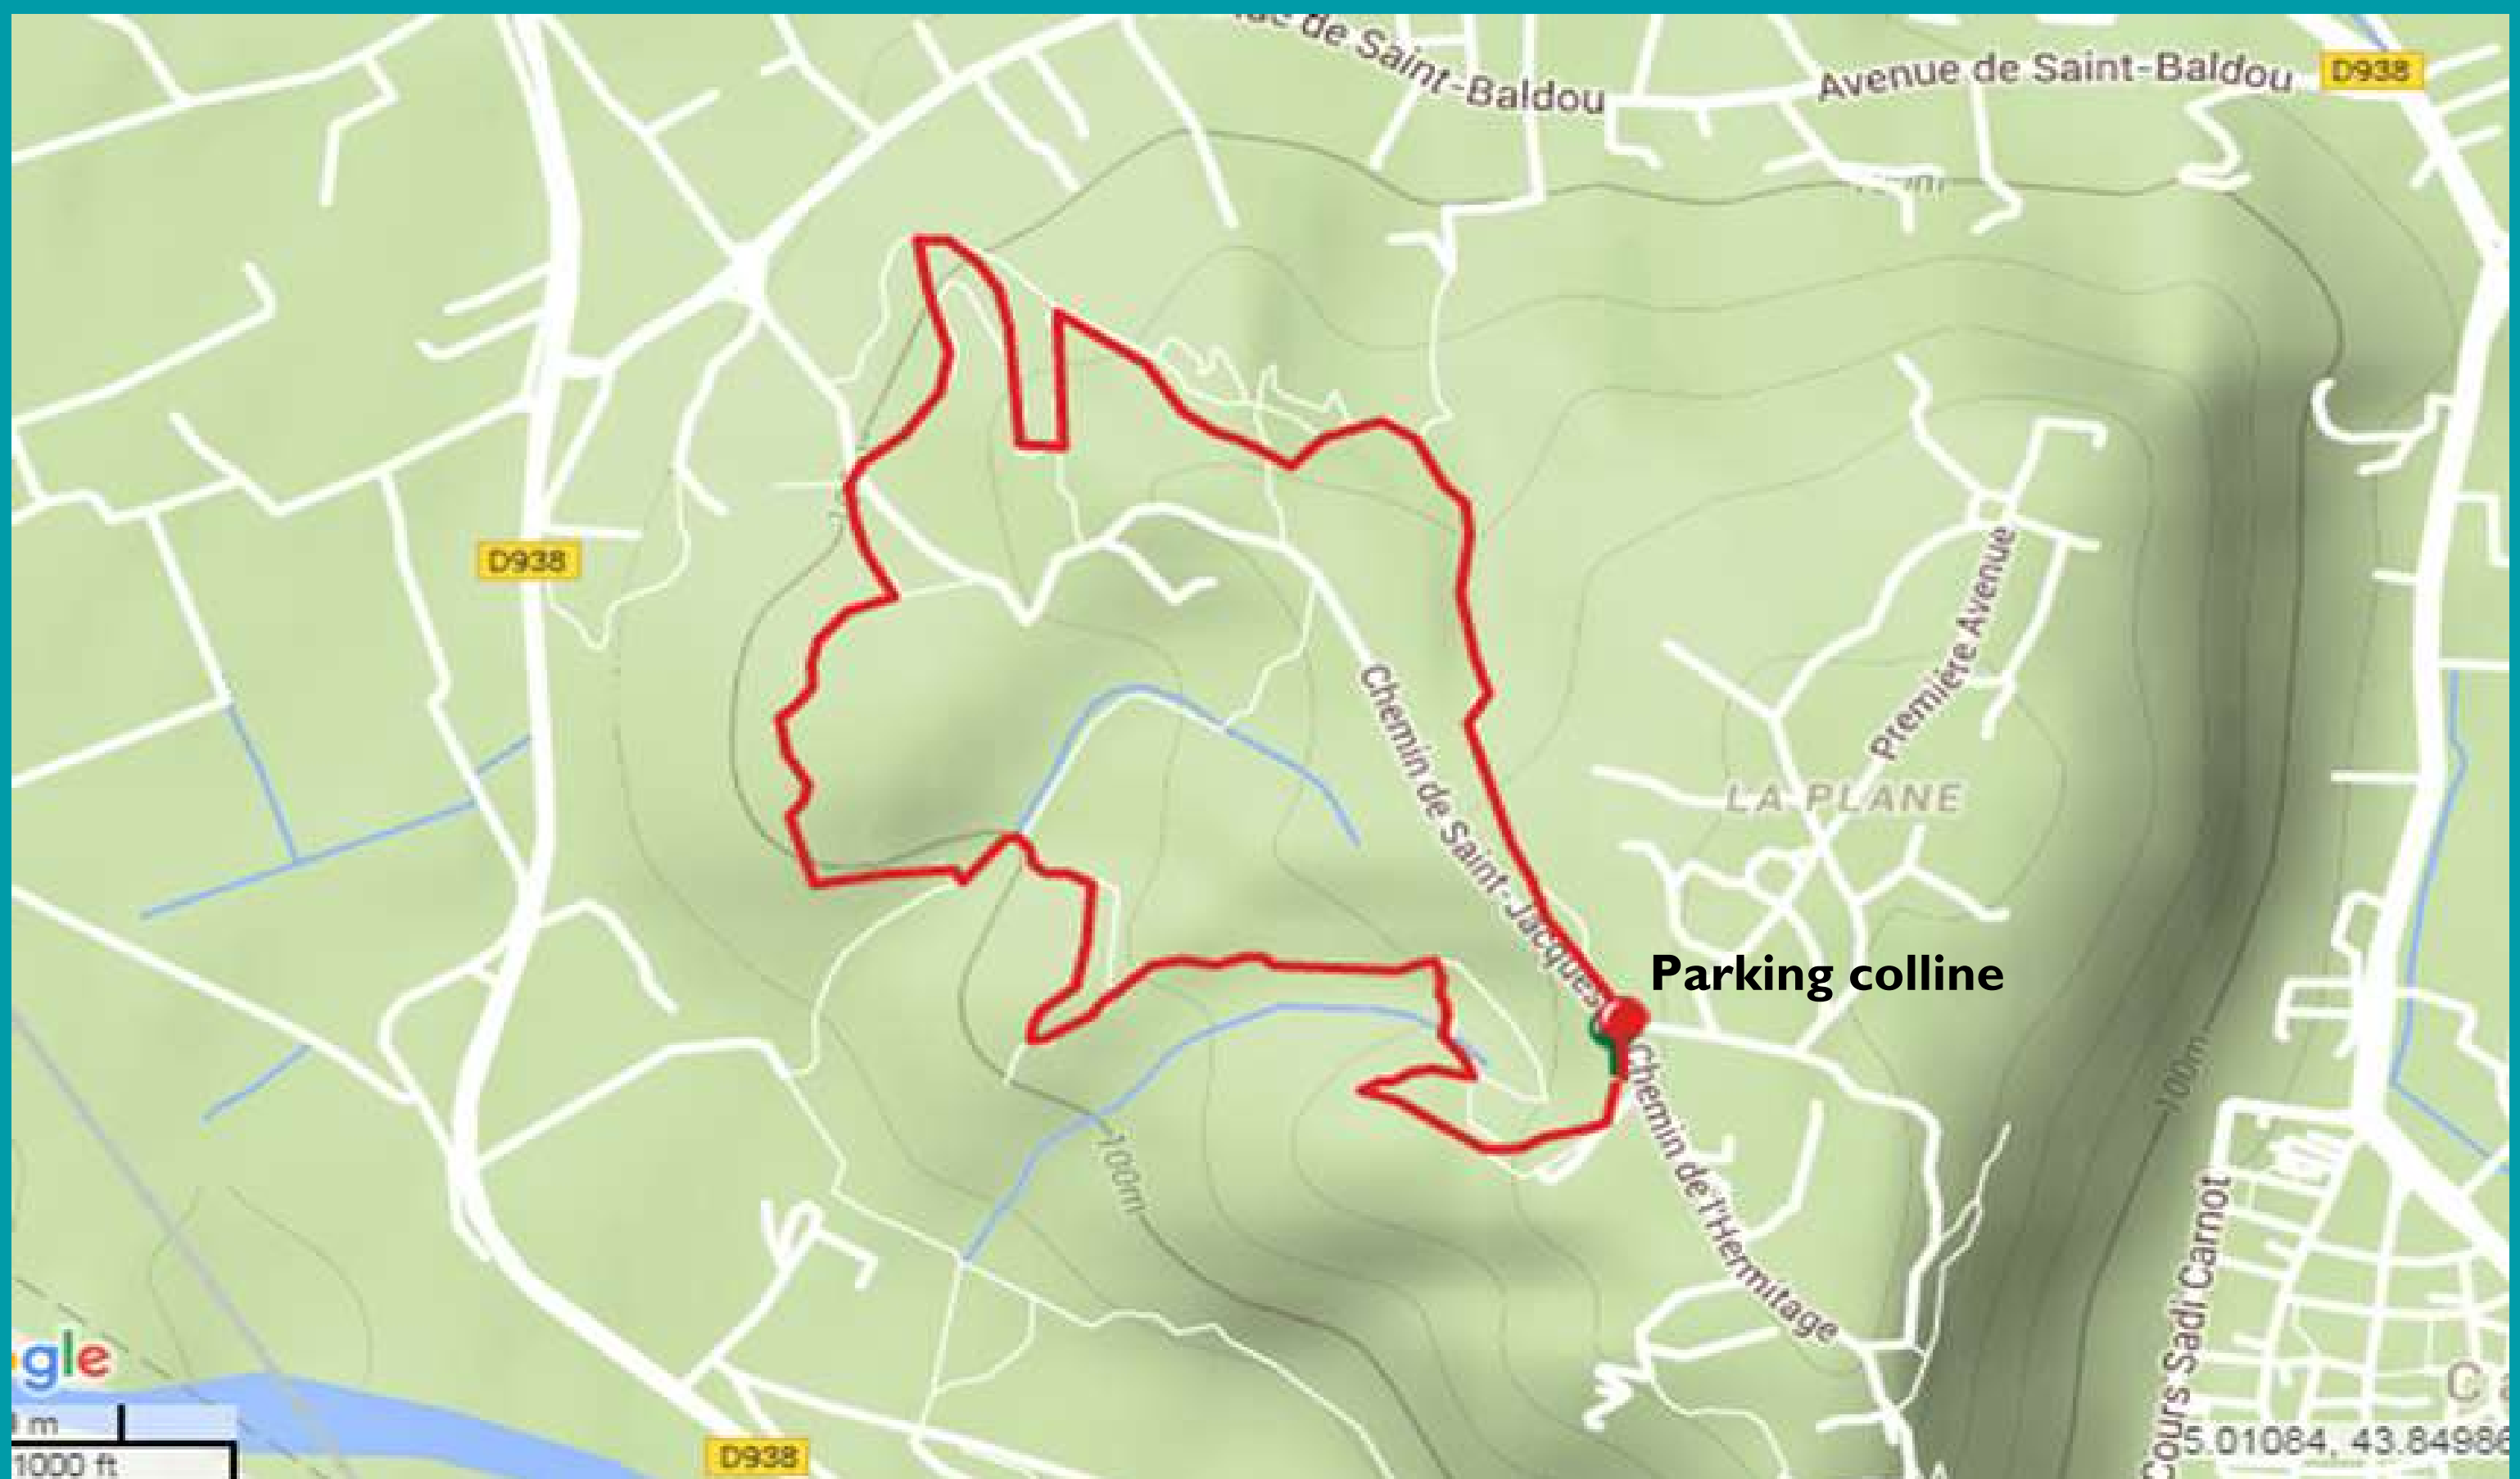 de Saint-Baldou
Avenue de Saint-Baldou
D938
D938
Première Avenue
Chemin de Saint-Jacques
LA PLANE
Parking colline
Chemin de l'Hermitage
100m
100m
Cours Sadi Carnot
gle
m
1000 ft
D938
C
5.01084, 43.84986